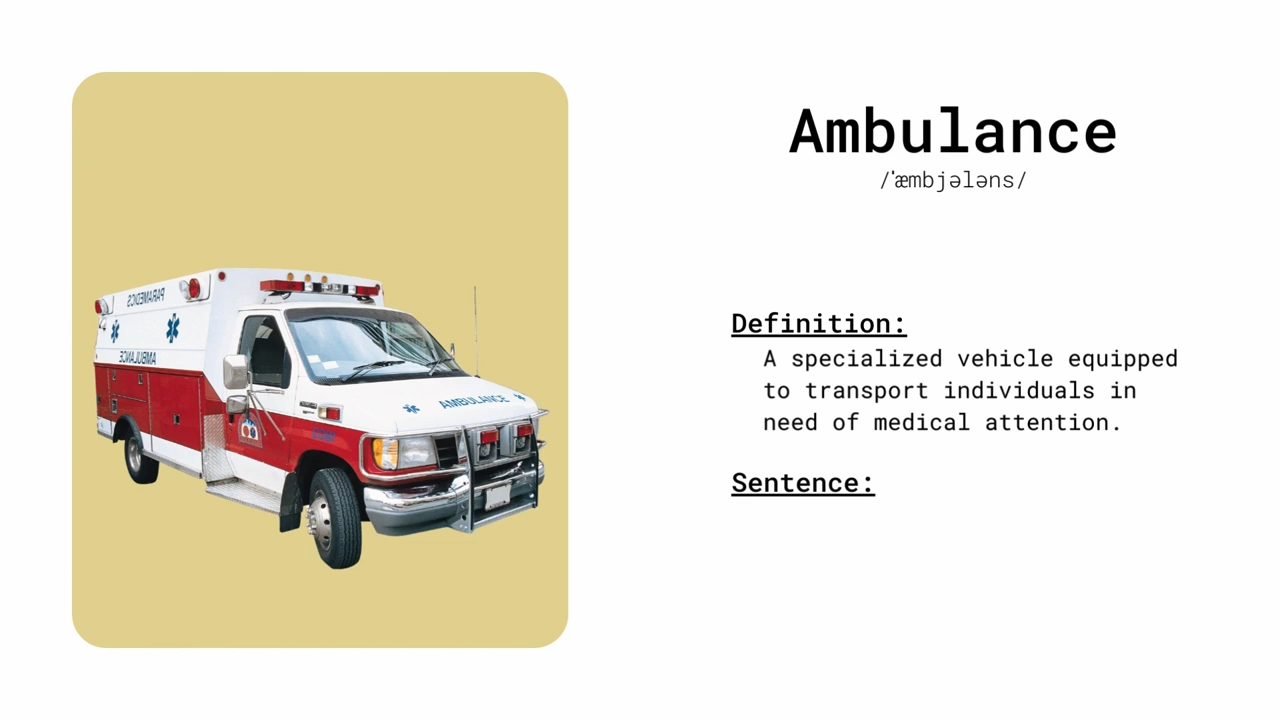 Ambulance
/ˈæmbjələns/
Definition:
A specialized vehicle equipped
to transport individuals in
need of medical attention.
Sentence:
PARAMEDICS
AMBULANCE
AMBULANCE